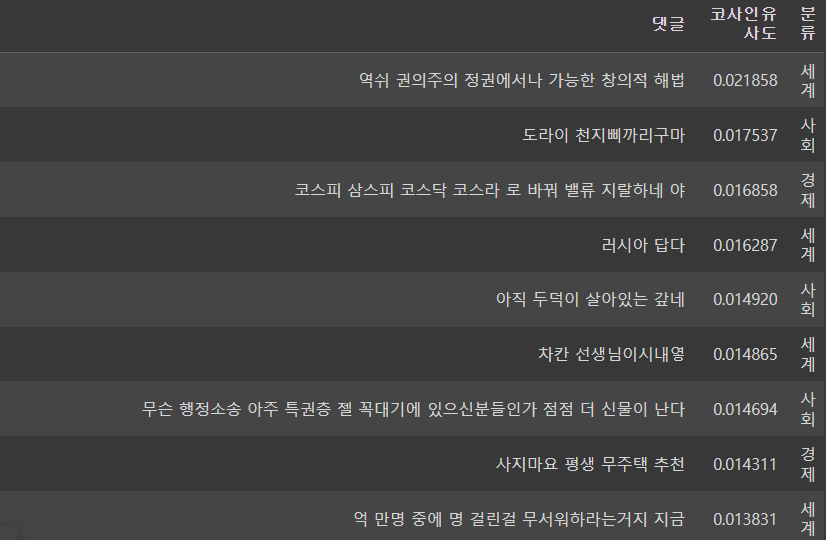 댓글 코사인유사도 분류
역쉬 권의주의 정권에서나 가능한 창의적 해법 0.021858 세계
도라이 천지삐까리구마 0.017537 사회
코스피 삼스피 코스닥 코스라 로 바꿔 밸류 지랄하네 야 0.016858 경제
러시아 답다 0.016287 세계
아직 두덕이 살아있는 갚네 0.014920 사회
차칸 선생님이시내영 0.014865 세계
무슨 행정소송 아주 특권층 젤 꼭대기에 있으신분들인가 점점 더 신물이 난다 0.014694 사회
사지마요 평생 무주택 추천 0.014311 경제
억 만명 중에 명 걸린걸 무서워하라는거지 지금 0.013831 세계